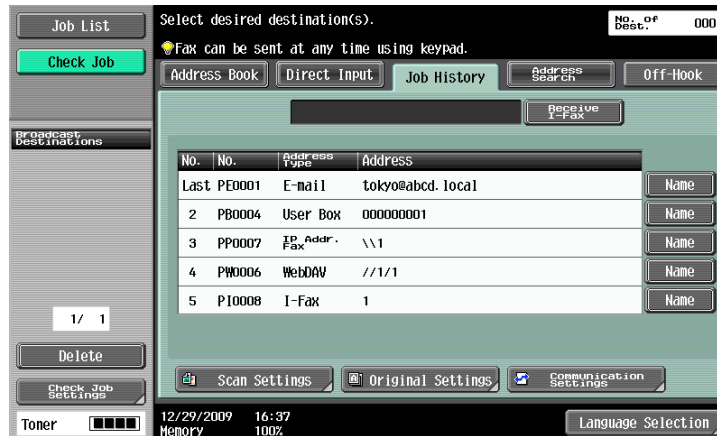 Job List
Check Job
Broadcast
Destinations
1/ 1
Delete
Check Job
Settings
Toner
Select desired destination(s).
No. of
Dest.
000
Fax can be sent at any time using keypad.
Address Book
Direct Input
Job History
Address
Search
Off-Hook
Receive
I-Fax
No. No. Address Type Address
Last PE0001 E-mail tokyo@abcd.local Name
2 PB0004 User Box 000000001 Name
3 PP0007 IP Addr. Fax \\1 Name
4 PW0006 WebDAV //1/1 Name
5 PI0008 I-Fax 1 Name
Scan Settings
Original Settings
Communication
Settings
12/29/2009 16:37
Memory 100%
Language Selection